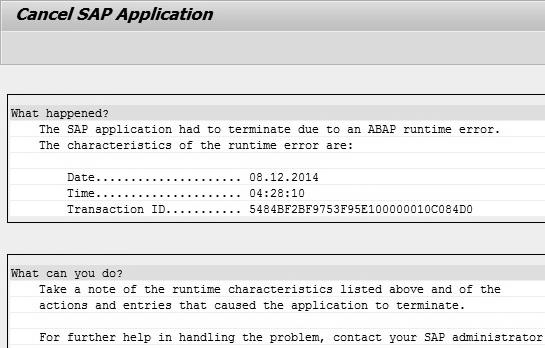 Cancel SAP Application
What happened?
The SAP application had to terminate due to an ABAP runtime error.
The characteristics of the runtime error are:
Date..................... 08.12.2014
Time..................... 04:28:10
Transaction ID........... 5484BF2BF9753F95E100000010C084D0
What can you do?
Take a note of the runtime characteristics listed above and of the
actions and entries that caused the application to terminate.
For further help in handling the problem, contact your SAP administrator